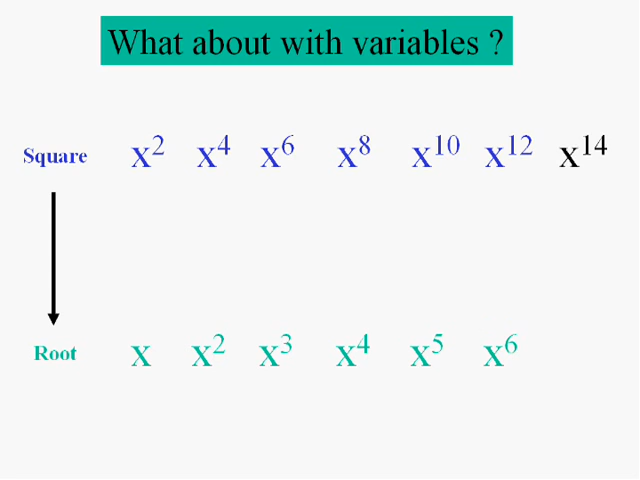 What about with variables ?
Square x² x⁴ x⁶ x⁸ x¹⁰ x¹² x¹⁴
Root x x² x³ x⁴ x⁵ x⁶